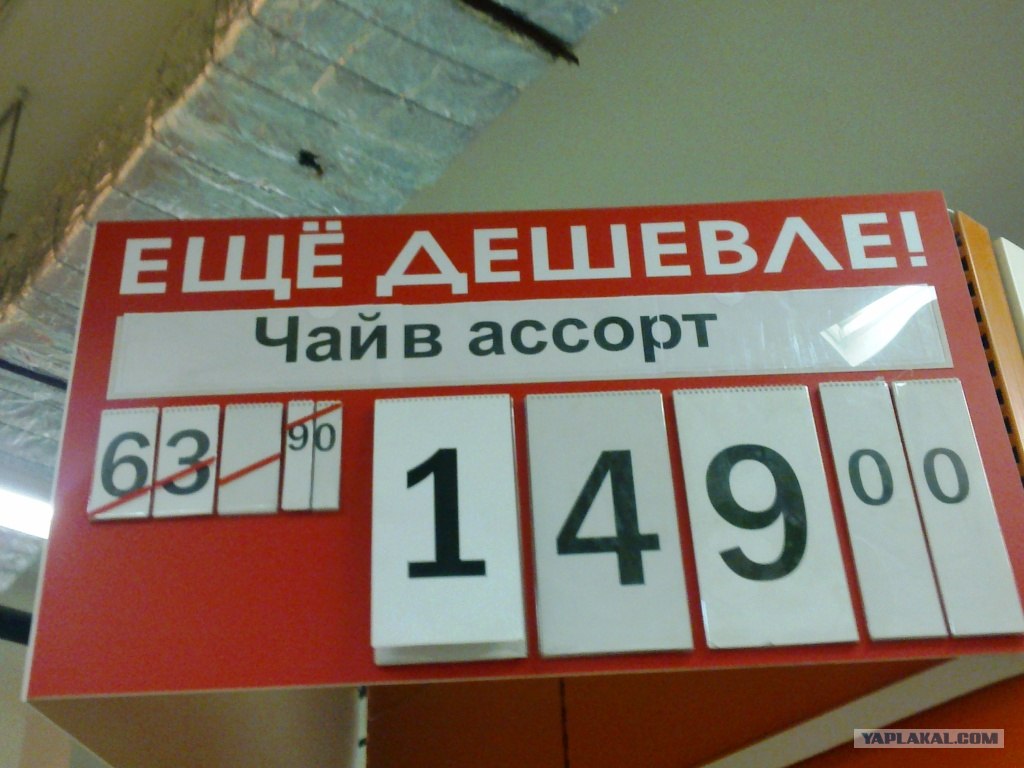 ЕЩЁ ДЕШЕВЛЕ!
Чай в ассорт
63 90
149 00
YAPLAKAL.COM